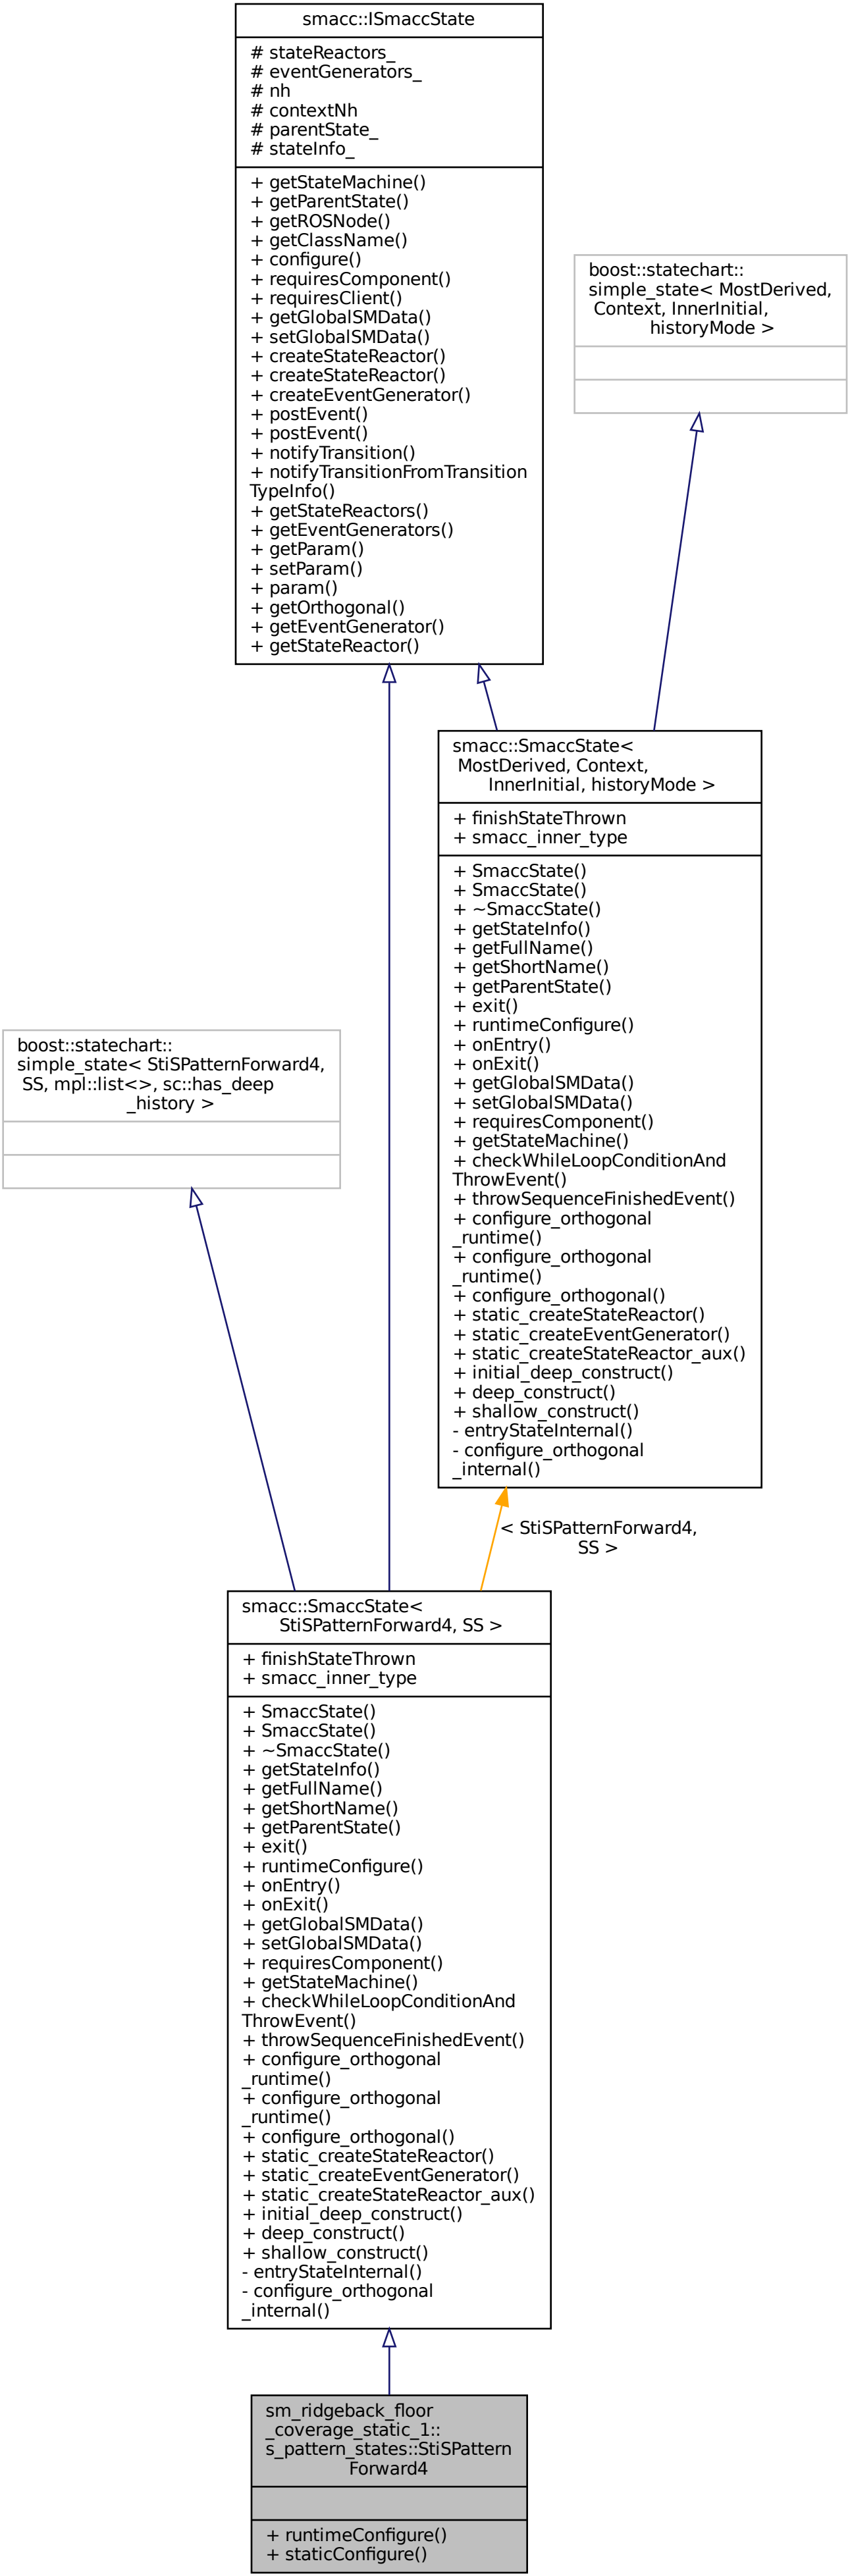 smacc::ISmaccState
# stateReactors_
# eventGenerators_
# nh
# contextNh
# parentState_
# stateInfo_
+ getStateMachine()
+ getParentState()
+ getROSNode()
+ getClassName()
+ configure()
+ requiresComponent()
+ requiresClient()
+ getGlobalSMData()
+ setGlobalSMData()
+ createStateReactor()
+ createStateReactor()
+ createEventGenerator()
+ postEvent()
+ postEvent()
+ notifyTransition()
+ notifyTransitionFromTransition
TypeInfo()
+ getStateReactors()
+ getEventGenerators()
+ getParam()
+ setParam()
+ param()
+ getOrthogonal()
+ getEventGenerator()
+ getStateReactor()
boost::statechart::
simple_state< MostDerived,
Context, InnerInitial,
historyMode >
smacc::SmaccState<
MostDerived, Context,
InnerInitial, historyMode >
+ finishStateThrown
+ smacc_inner_type
+ SmaccState()
+ SmaccState()
+ ~SmaccState()
+ getStateInfo()
+ getFullName()
+ getShortName()
+ getParentState()
+ exit()
+ runtimeConfigure()
+ onEntry()
+ onExit()
+ getGlobalSMData()
+ setGlobalSMData()
+ requiresComponent()
+ getStateMachine()
+ checkWhileLoopConditionAnd
ThrowEvent()
+ throwSequenceFinishedEvent()
+ configure_orthogonal
_runtime()
+ configure_orthogonal
_runtime()
+ configure_orthogonal()
+ static_createStateReactor()
+ static_createEventGenerator()
+ static_createStateReactor_aux()
+ initial_deep_construct()
+ deep_construct()
+ shallow_construct()
- entryStateInternal()
- configure_orthogonal
_internal()
boost::statechart::
simple_state< StiSPatternForward4,
SS, mpl::list<>, sc::has_deep
_history >
< StiSPatternForward4,
SS >
smacc::SmaccState<
StiSPatternForward4, SS >
+ finishStateThrown
+ smacc_inner_type
+ SmaccState()
+ SmaccState()
+ ~SmaccState()
+ getStateInfo()
+ getFullName()
+ getShortName()
+ getParentState()
+ exit()
+ runtimeConfigure()
+ onEntry()
+ onExit()
+ getGlobalSMData()
+ setGlobalSMData()
+ requiresComponent()
+ getStateMachine()
+ checkWhileLoopConditionAnd
ThrowEvent()
+ throwSequenceFinishedEvent()
+ configure_orthogonal
_runtime()
+ configure_orthogonal
_runtime()
+ configure_orthogonal()
+ static_createStateReactor()
+ static_createEventGenerator()
+ static_createStateReactor_aux()
+ initial_deep_construct()
+ deep_construct()
+ shallow_construct()
- entryStateInternal()
- configure_orthogonal
_internal()
sm_ridgeback_floor
_coverage_static_1::
s_pattern_states::StiSPattern
Forward4
+ runtimeConfigure()
+ staticConfigure()